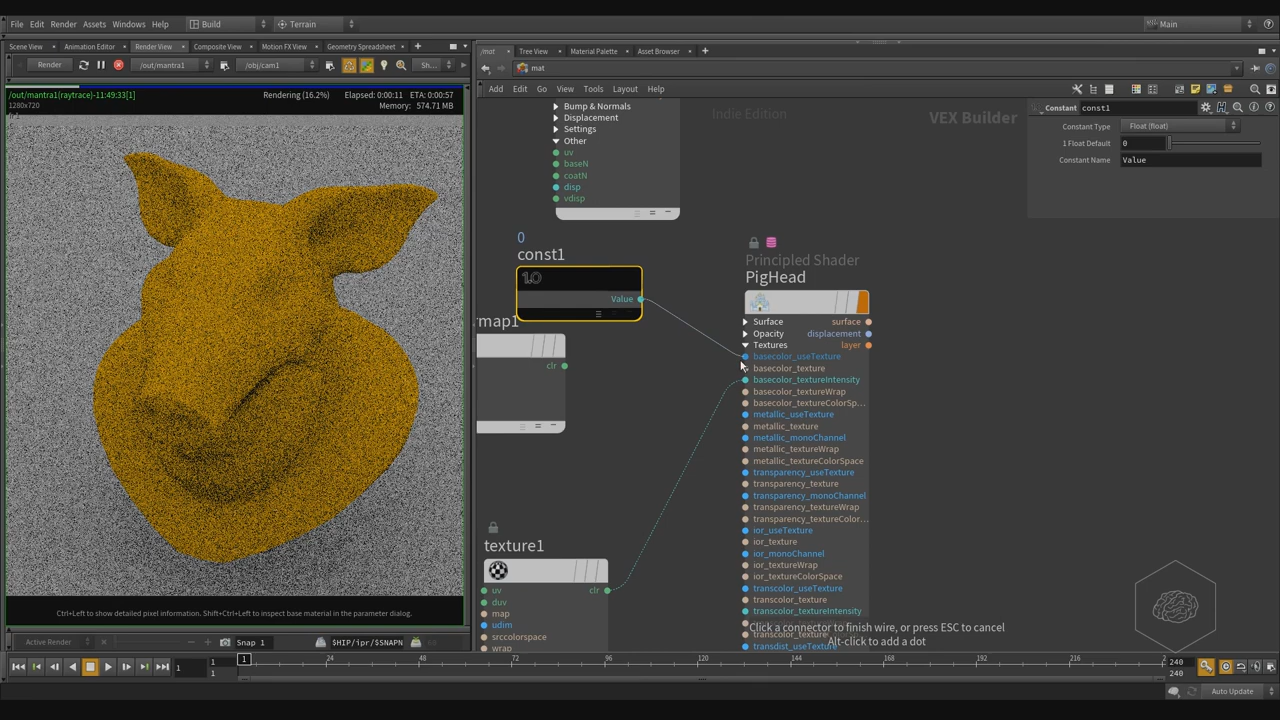 File Edit Render Assets Windows Help Build Terrain Main
Scene View Animation Editor Render View Composite View Motion FX View Geometry Spreadsheet
Render /out/mantra1 /obj/cam1 Sh...
/out/mantra1(raytrace)-11:49:33[1] Rendering (16.2%) Elapsed: 0:00:11 ETA: 0:00:57
1280x720 Memory: 574.71 MB
Ctrl+Left to show detailed pixel information. Shift+Ctrl+Left to inspect base material in the parameter dialog.
Active Render Snap 1 $HIP/ipr/$SNAPN
/mat Tree View Material Palette Asset Browser
mat
Add Edit Go View Tools Layout Help
Indie Edition VEX Builder
Bump & Normals
Displacement
Settings
Other
uv
baseN
coatN
disp
vdisp
0
const1
1.0
Value
rmap1
clr
texture1
uv clr
duv
map
udim
srccolorspace
wrap
Principled Shader
PigHead
Surface surface
Opacity displacement
Textures layer
basecolor_useTexture
basecolor_texture
basecolor_textureIntensity
basecolor_textureWrap
basecolor_textureColorSp...
metallic_useTexture
metallic_texture
metallic_monoChannel
metallic_textureWrap
metallic_textureColorSpace
transparency_useTexture
transparency_texture
transparency_monoChannel
transparency_textureWrap
transparency_textureColor...
ior_useTexture
ior_texture
ior_monoChannel
ior_textureWrap
ior_textureColorSpace
transcolor_useTexture
transcolor_texture
transcolor_textureIntensity
transdist_useTexture
Click a connector to finish wire, or press ESC to cancel
Alt-click to add a dot
Constant const1
Constant Type Float (float)
1 Float Default 0
Constant Name Value
1 1 1 1 24 48 72 96 120 144 168 192 216 2 240
240
Auto Update